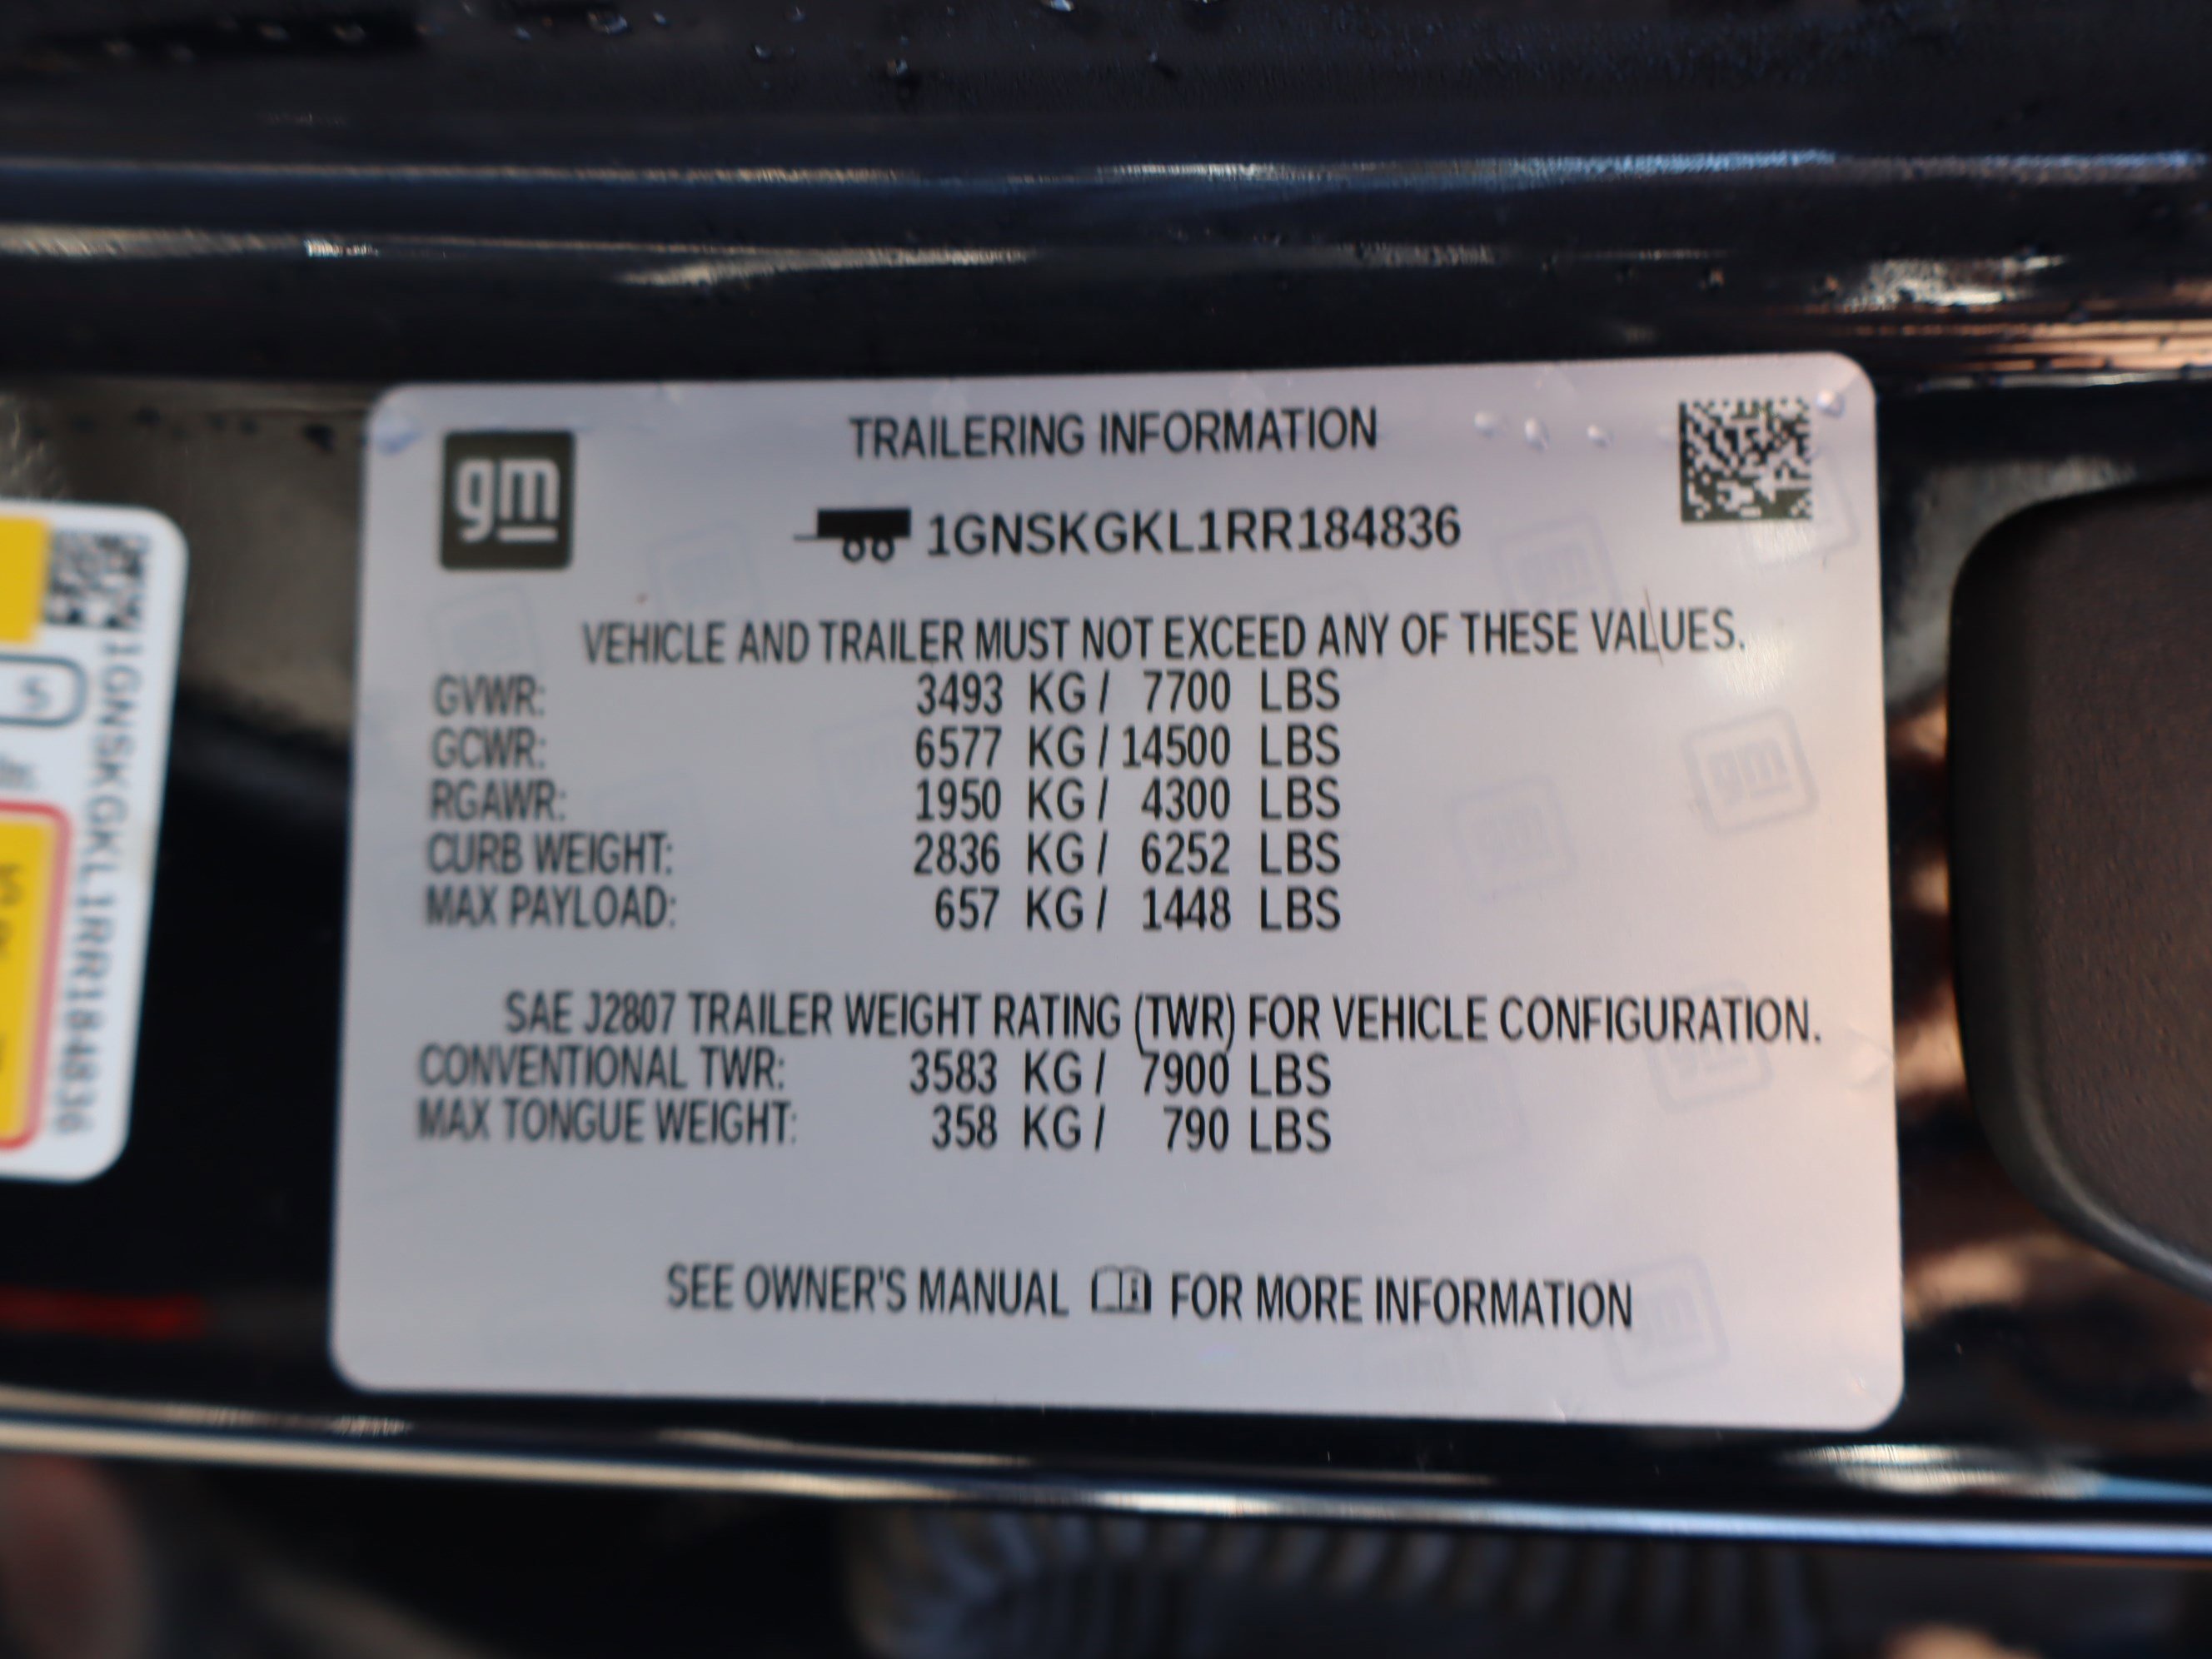 gm
TRAILERING INFORMATION
1GNSKGKL1RR184836
VEHICLE AND TRAILER MUST NOT EXCEED ANY OF THESE VALUES.
GVWR: 3493 KG / 7700 LBS
GCWR: 6577 KG / 14500 LBS
RGAWR: 1950 KG / 4300 LBS
CURB WEIGHT: 2836 KG / 6252 LBS
MAX PAYLOAD: 657 KG / 1448 LBS
SAE J2807 TRAILER WEIGHT RATING (TWR) FOR VEHICLE CONFIGURATION.
CONVENTIONAL TWR: 3583 KG / 7900 LBS
MAX TONGUE WEIGHT: 358 KG / 790 LBS
SEE OWNER'S MANUAL FOR MORE INFORMATION
1GNSKGKL1RR184836